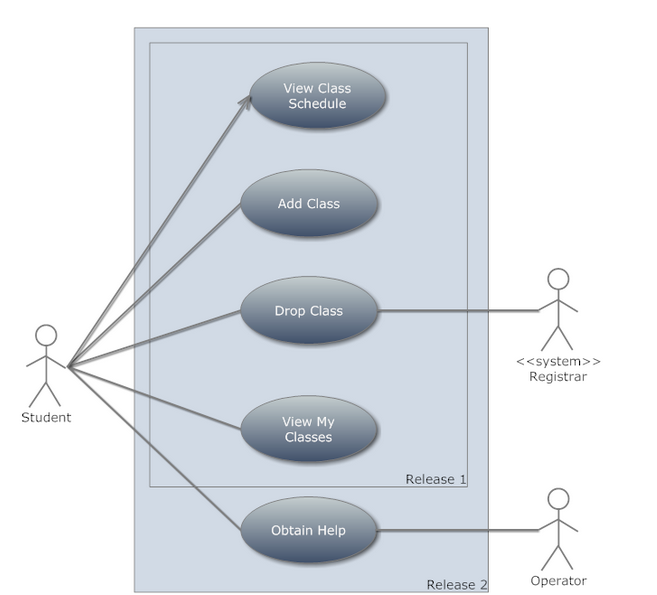 View Class
Schedule
Add Class
Drop Class
<<system>>
Registrar
Student
View My
Classes
Release 1
Obtain Help
Operator
Release 2